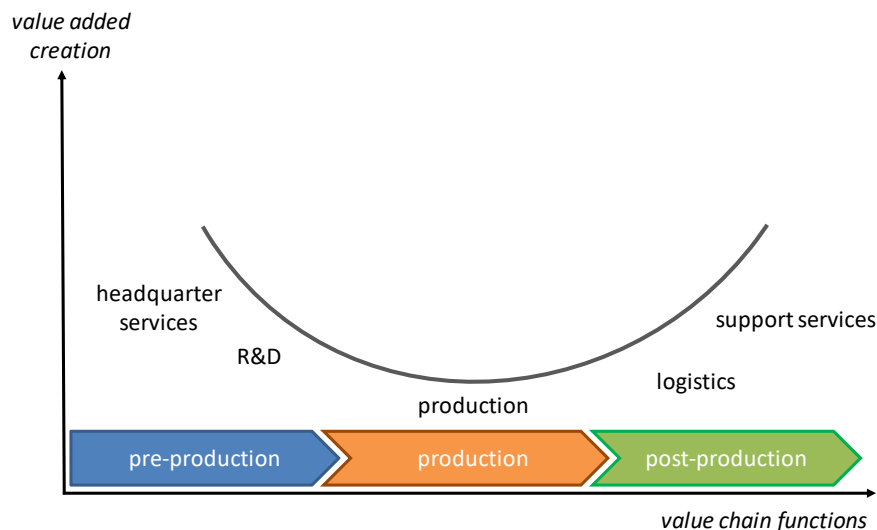 value added
creation
headquarter
services
R&D
production
support services
logistics
pre-production
production
post-production
value chain functions